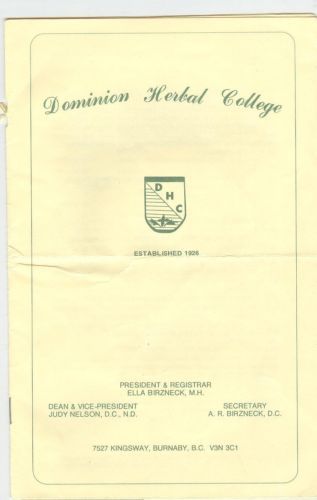 Dominion Herbal College
D
H
C
ESTABLISHED 1926
PRESIDENT & REGISTRAR
ELLA BIRZNECK, M.H.
DEAN & VICE-PRESIDENT
JUDY NELSON, D.C., N.D.
SECRETARY
A. R. BIRZNECK, D.C.
7527 KINGSWAY, BURNABY, B.C. V3N 3C1